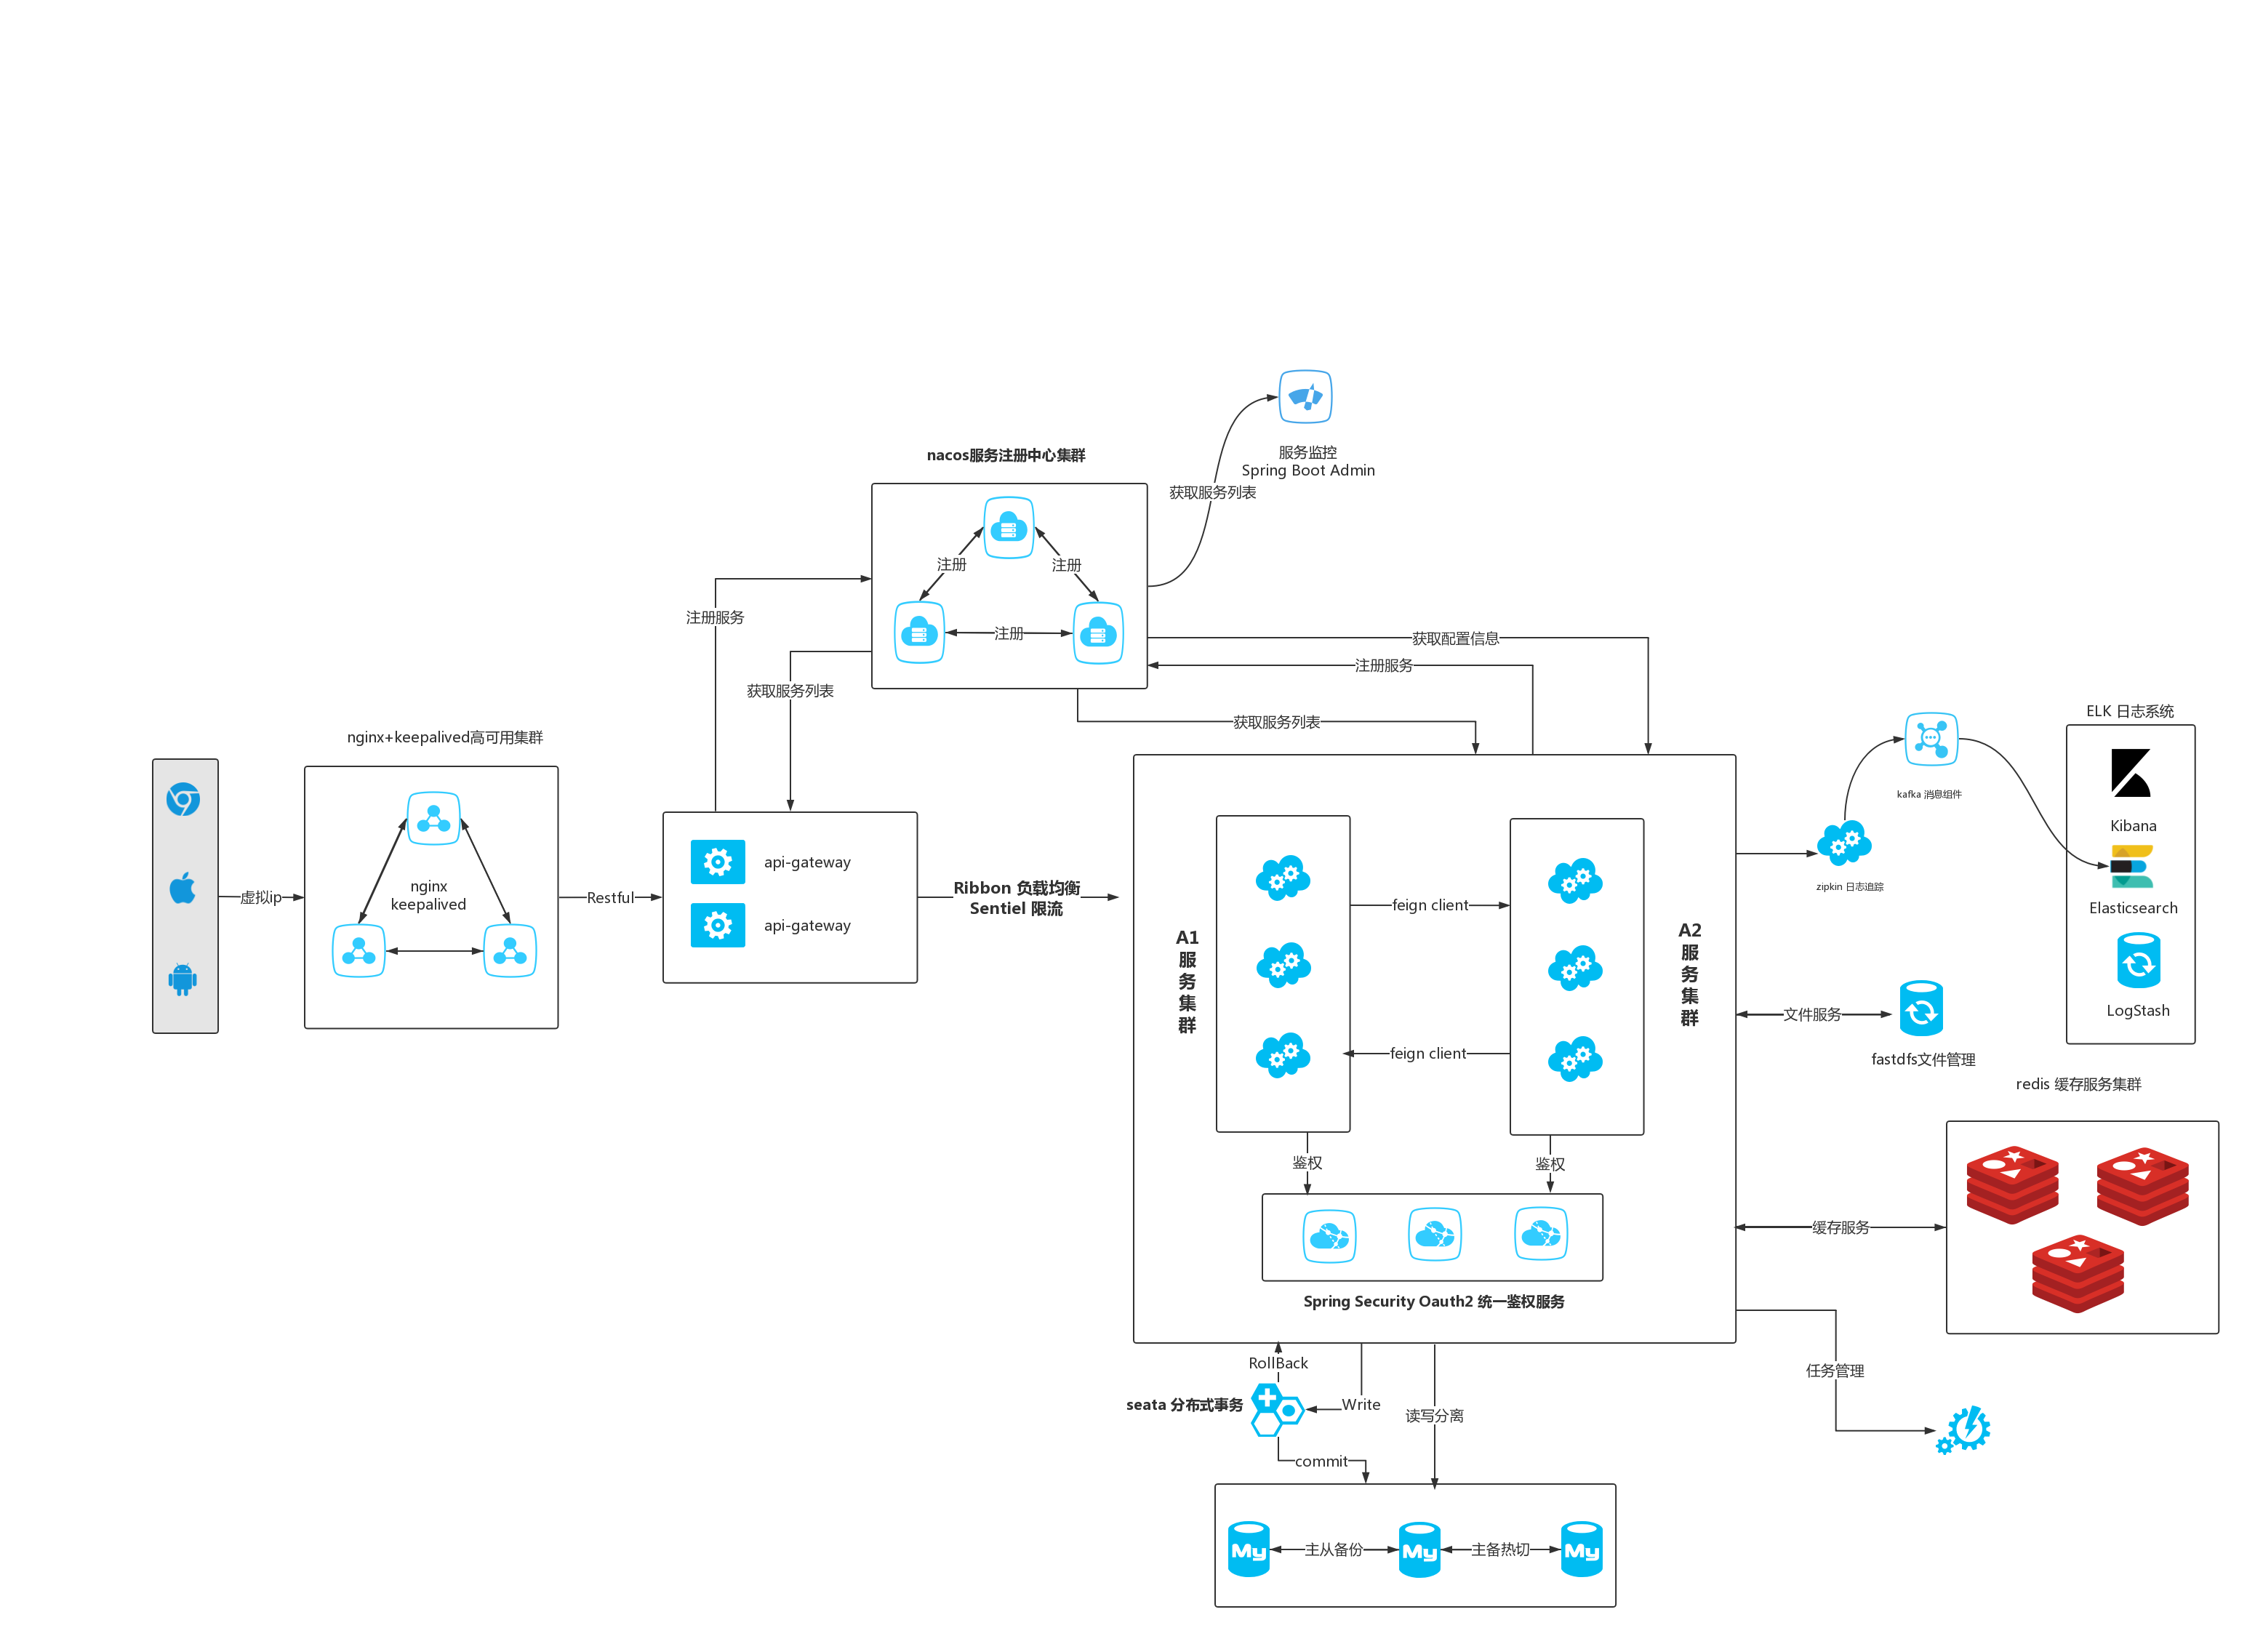 服务监控
Spring Boot Admin
获取服务列表
nacos服务注册中心集群
注册
注册
注册
注册服务
获取服务列表
获取配置信息
注册服务
获取服务列表
nginx+keepalived高可用集群
虚拟ip
nginx
keepalived
Restful
api-gateway
api-gateway
Ribbon 负载均衡
Sentiel 限流
A1
服
务
集
群
feign client
feign client
A2
服
务
集
群
鉴权
鉴权
Spring Security Oauth2 统一鉴权服务
kafka 消息组件
zipkin 日志追踪
ELK 日志系统
Kibana
Elasticsearch
LogStash
文件服务
fastdfs文件管理
redis 缓存服务集群
缓存服务
任务管理
RollBack
seata 分布式事务
Write
读写分离
commit
My
主从备份
My
主备热切
My